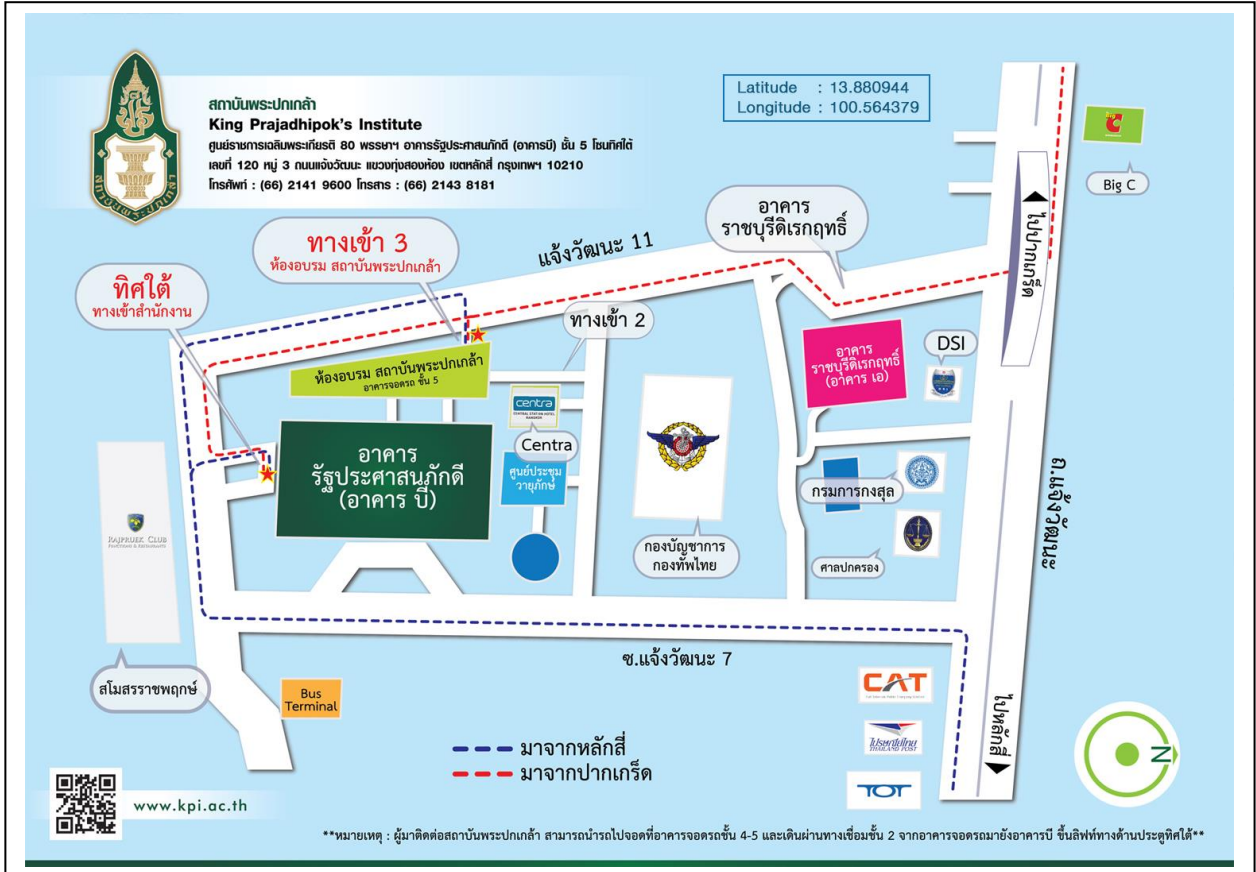 สถาบันพระปกเกล้า
King Prajadhipok's Institute
ศูนย์ราชการเฉลิมพระเกียรติ 80 พรรษาฯ อาคารรัฐประศาสนภักดี (อาคารบี) ชั้น 5 โซนทิศใต้
เลขที่ 120 หมู่ 3 ถนนแจ้งวัฒนะ แขวงทุ่งสองห้อง เขตหลักสี่ กรุงเทพฯ 10210
โทรศัพท์ : (66) 2141 9600 โทรสาร : (66) 2143 8181
สถาบันพระปกเกล้า
Latitude : 13.880944
Longitude : 100.564379
Big C
ไปปากเกร็ด
อาคาร
ราชบุรีดิเรกฤทธิ์
แจ้งวัฒนะ 11
ทางเข้า 3
ห้องอบรม สถาบันพระปกเกล้า
ทิศใต้
ทางเข้าสำนักงาน
ทางเข้า 2
ห้องอบรม สถาบันพระปกเกล้า
อาคารจอดรถ ชั้น 5
อาคาร
ราชบุรีดิเรกฤทธิ์
(อาคาร เอ)
DSI
centra
Centra
อาคาร
รัฐประศาสนภักดี
(อาคาร บี)
ศูนย์ประชุม
วายุภักษ์
กรมการกงสุล
ถ.แจ้งวัฒนะ
RAJPRUEK CLUB
กองบัญชาการ
กองทัพไทย
ศาลปกครอง
ซ.แจ้งวัฒนะ 7
สโมสรราชพฤกษ์
Bus
Terminal
CAT
ไปรษณีย์ไทย
THAILAND POST
TOT
ไปหลักสี่
N
มาจากหลักสี่
มาจากปากเกร็ด
www.kpi.ac.th
**หมายเหตุ : ผู้มาติดต่อสถาบันพระปกเกล้า สามารถนำรถไปจอดที่อาคารจอดรถชั้น 4-5 และเดินผ่านทางเชื่อมชั้น 2 จากอาคารจอดรถมายังอาคารบี ขึ้นลิฟท์ทางด้านประตูทิศใต้**